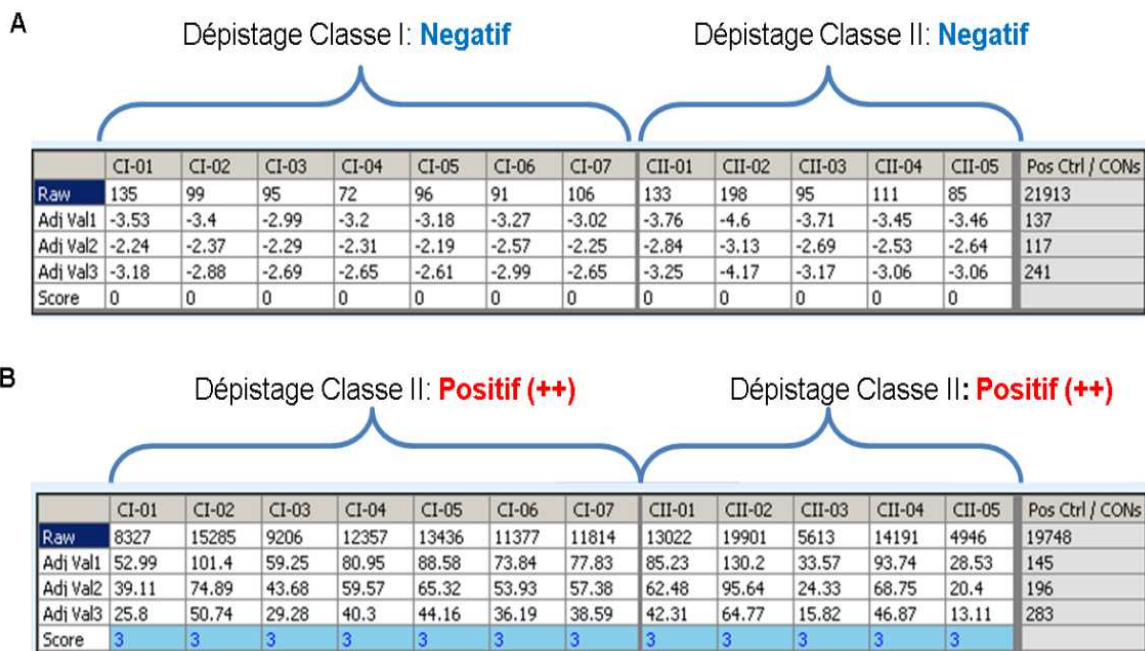 A
Dépistage Classe I: Negatif Dépistage Classe II: Negatif
CI-01 CI-02 CI-03 CI-04 CI-05 CI-06 CI-07 CII-01 CII-02 CII-03 CII-04 CII-05 Pos Ctrl / CONs
Raw 135 99 95 72 96 91 106 133 198 95 111 85 21913
Adj Val1 -3.53 -3.4 -2.99 -3.2 -3.18 -3.27 -3.02 -3.76 -4.6 -3.71 -3.45 -3.46 137
Adj Val2 -2.24 -2.37 -2.29 -2.31 -2.19 -2.57 -2.25 -2.84 -3.13 -2.69 -2.53 -2.64 117
Adj Val3 -3.18 -2.88 -2.69 -2.65 -2.61 -2.99 -2.65 -3.25 -4.17 -3.17 -3.06 -3.06 241
Score 0 0 0 0 0 0 0 0 0 0 0 0
B
Dépistage Classe II: Positif (++) Dépistage Classe II: Positif (++)
CI-01 CI-02 CI-03 CI-04 CI-05 CI-06 CI-07 CII-01 CII-02 CII-03 CII-04 CII-05 Pos Ctrl / CONs
Raw 8327 15285 9206 12357 13436 11377 11814 13022 19901 5613 14191 4946 19748
Adj Val1 52.99 101.4 59.25 80.95 88.58 73.84 77.83 85.23 130.2 33.57 93.74 28.53 145
Adj Val2 39.11 74.89 43.68 59.57 65.32 53.93 57.38 62.48 95.64 24.33 68.75 20.4 196
Adj Val3 25.8 50.74 29.28 40.3 44.16 36.19 38.59 42.31 64.77 15.82 46.87 13.11 283
Score 3 3 3 3 3 3 3 3 3 3 3 3